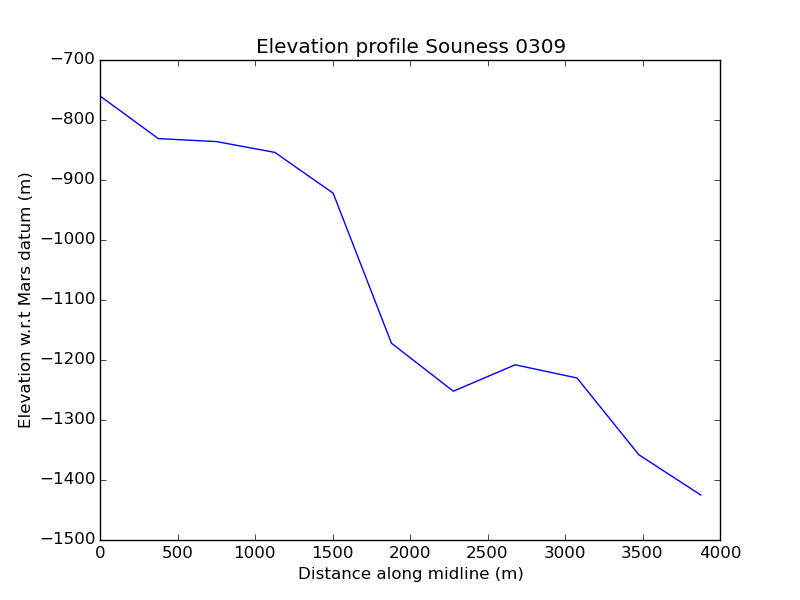 Elevation profile Souness 0309
−700
−800
−900
−1000
−1100
−1200
−1300
−1400
−1500
Elevation w.r.t Mars datum (m)
0 500 1000 1500 2000 2500 3000 3500 4000
Distance along midline (m)